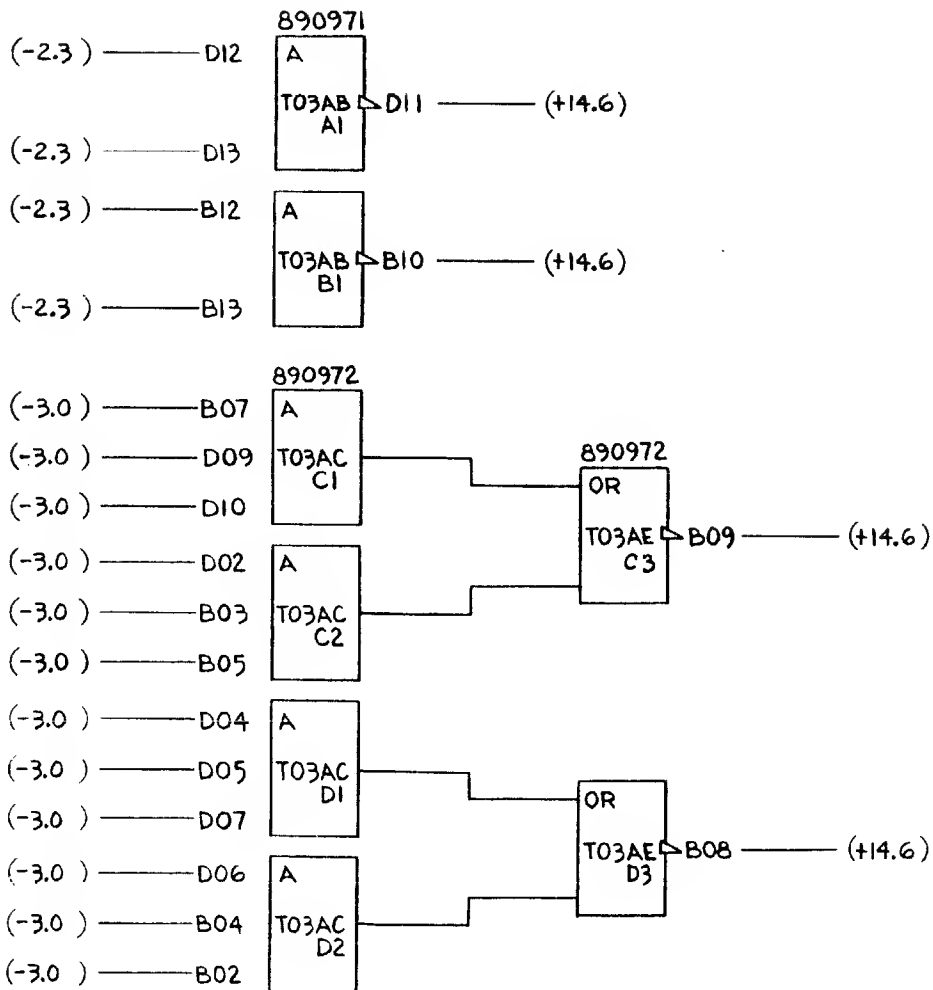 890971
(-2.3 ) D12 A
T03AB D11 (+14.6)
A1
(-2.3 ) D13
(-2.3 ) B12 A
T03AB B10 (+14.6)
B1
(-2.3 ) B13
890972
(-3.0 ) B07 A
(-3.0 ) D09 T03AC 890972
C1
(-3.0 ) D10 OR
T03AE B09 (+14.6)
C3
(-3.0 ) D02 A
(-3.0 ) B03 T03AC
C2
(-3.0 ) B05
(-3.0 ) D04 A
(-3.0 ) D05 T03AC
D1
(-3.0 ) D07 OR
T03AE B08 (+14.6)
D3
(-3.0 ) D06 A
(-3.0 ) B04 T03AC
D2
(-3.0 ) B02